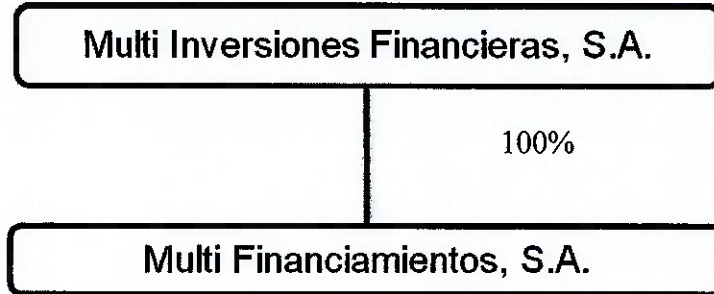 Multi Inversiones Financieras, S.A.
100%
Multi Financiamientos, S.A.